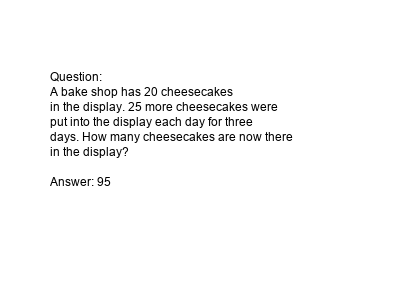 Question:
A bake shop has 20 cheesecakes
in the display. 25 more cheesecakes were
put into the display each day for three
days. How many cheesecakes are now there
in the display?
Answer: 95